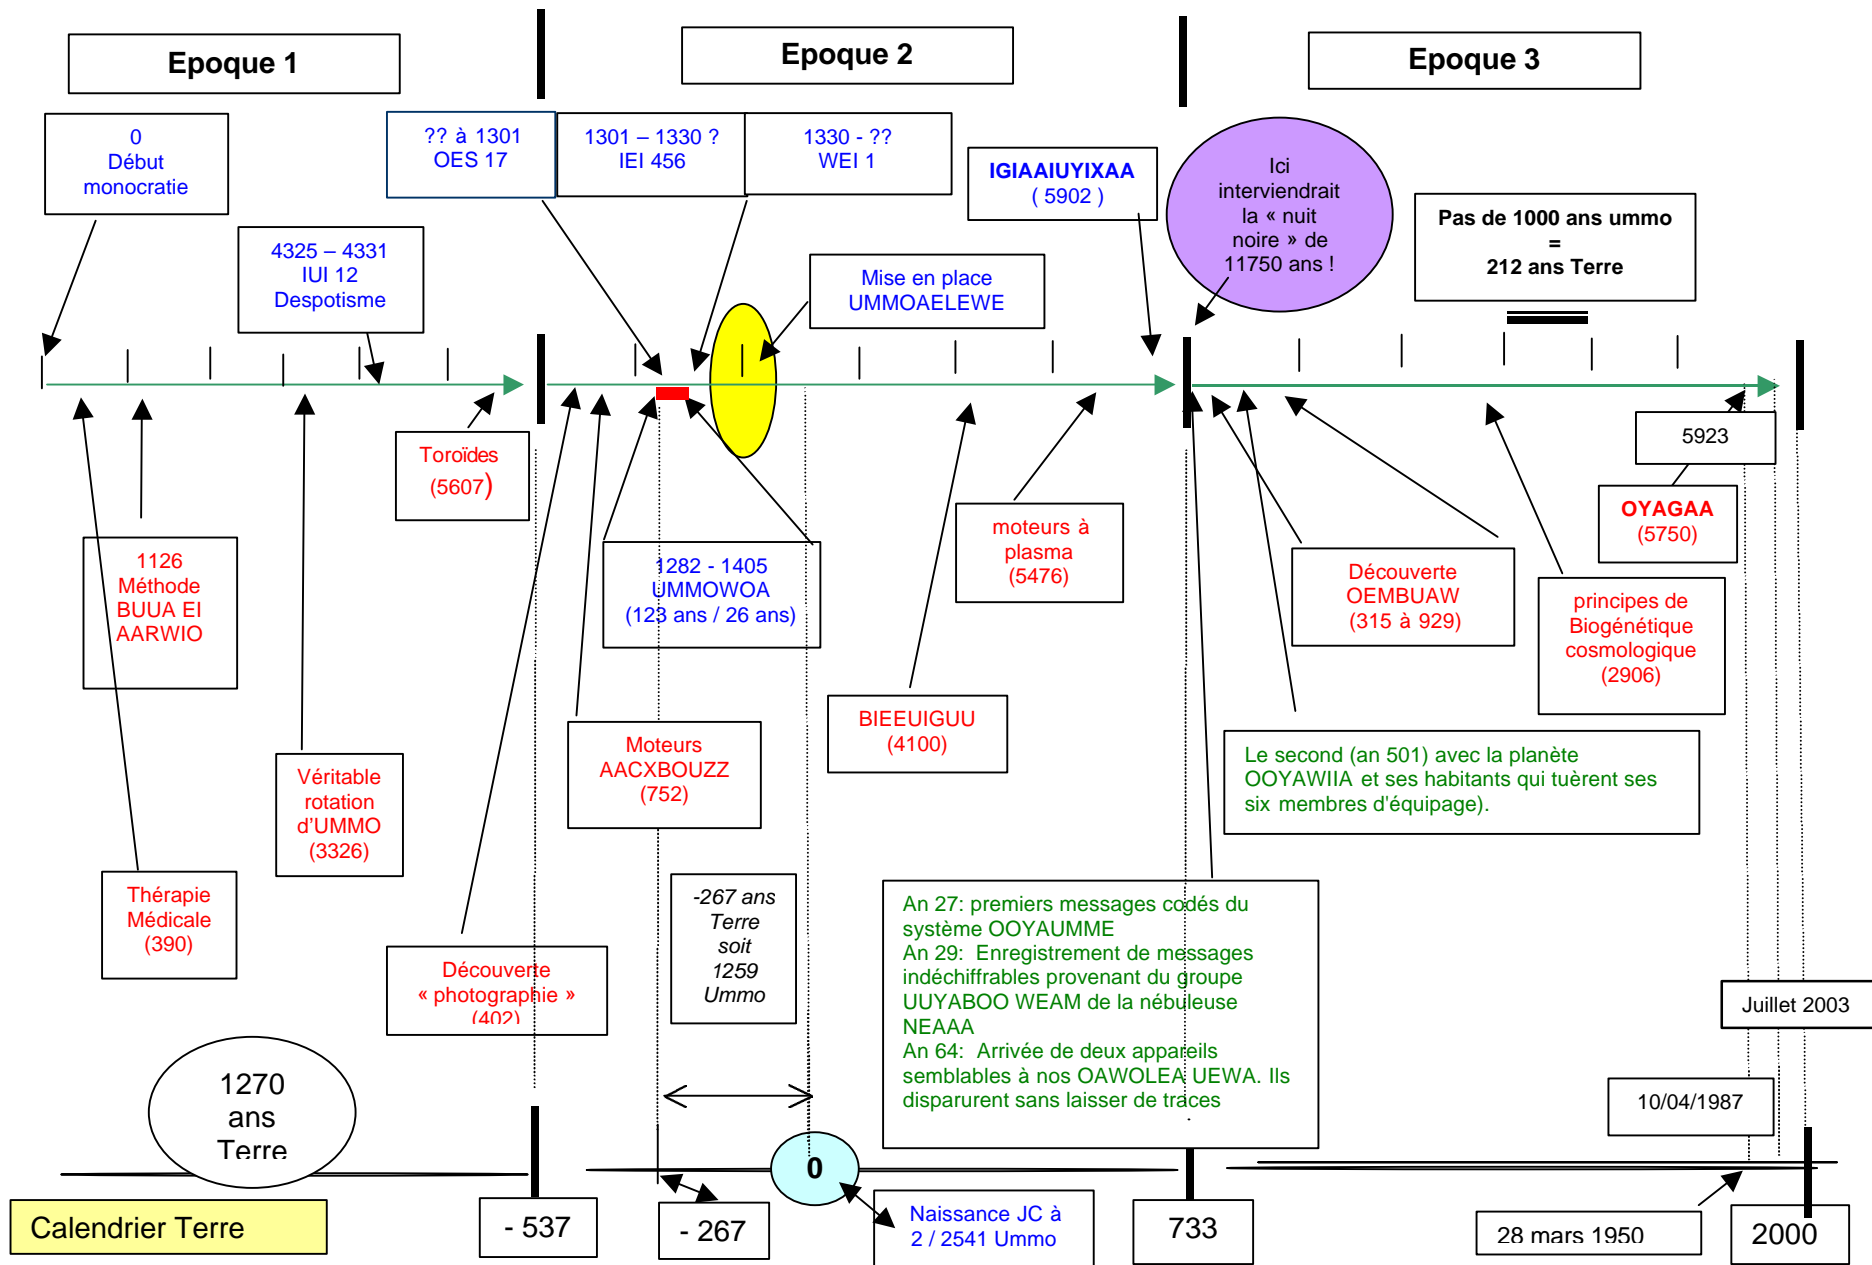 Epoque 1
Epoque 2
Epoque 3
0
Début
monocratie
?? à 1301
OES 17
1301 – 1330 ?
IEI 456
1330 - ??
WEI 1
IGIAAIUYIXAA
( 5902 )
Ici
interviendrait
la « nuit
noire » de
11750 ans !
Pas de 1000 ans ummo
=
212 ans Terre
4325 – 4331
IUI 12
Despotisme
Mise en place
UMMOAELEWE
Toroïdes
(5607)
5923
OYAGAA
(5750)
1126
Méthode
BUUA EI
AARWIO
1282 - 1405
UMMOWOA
(123 ans / 26 ans)
moteurs à
plasma
(5476)
Découverte
OEMBUAW
(315 à 929)
principes de
Biogénétique
cosmologique
(2906)
Véritable
rotation
d'UMMO
(3326)
Moteurs
AACXBOUZZ
(752)
BIEEUIGUU
(4100)
Le second (an 501) avec la planète
OOYAWIIA et ses habitants qui tuèrent ses
six membres d'équipage).
Thérapie
Médicale
(390)
Découverte
« photographie »
(402)
-267 ans
Terre
soit
1259
Ummo
An 27: premiers messages codés du
système OOYAUMME
An 29:  Enregistrement de messages
indéchiffrables provenant du groupe
UUYABOO WEAM de la nébuleuse
NEAAA
An 64:  Arrivée de deux appareils
semblables à nos OAWOLEA UEWA. Ils
disparurent sans laisser de traces
Juillet 2003
10/04/1987
1270
ans
Terre
0
Calendrier Terre
- 537
- 267
Naissance JC à
2 / 2541 Ummo
733
28 mars 1950
2000